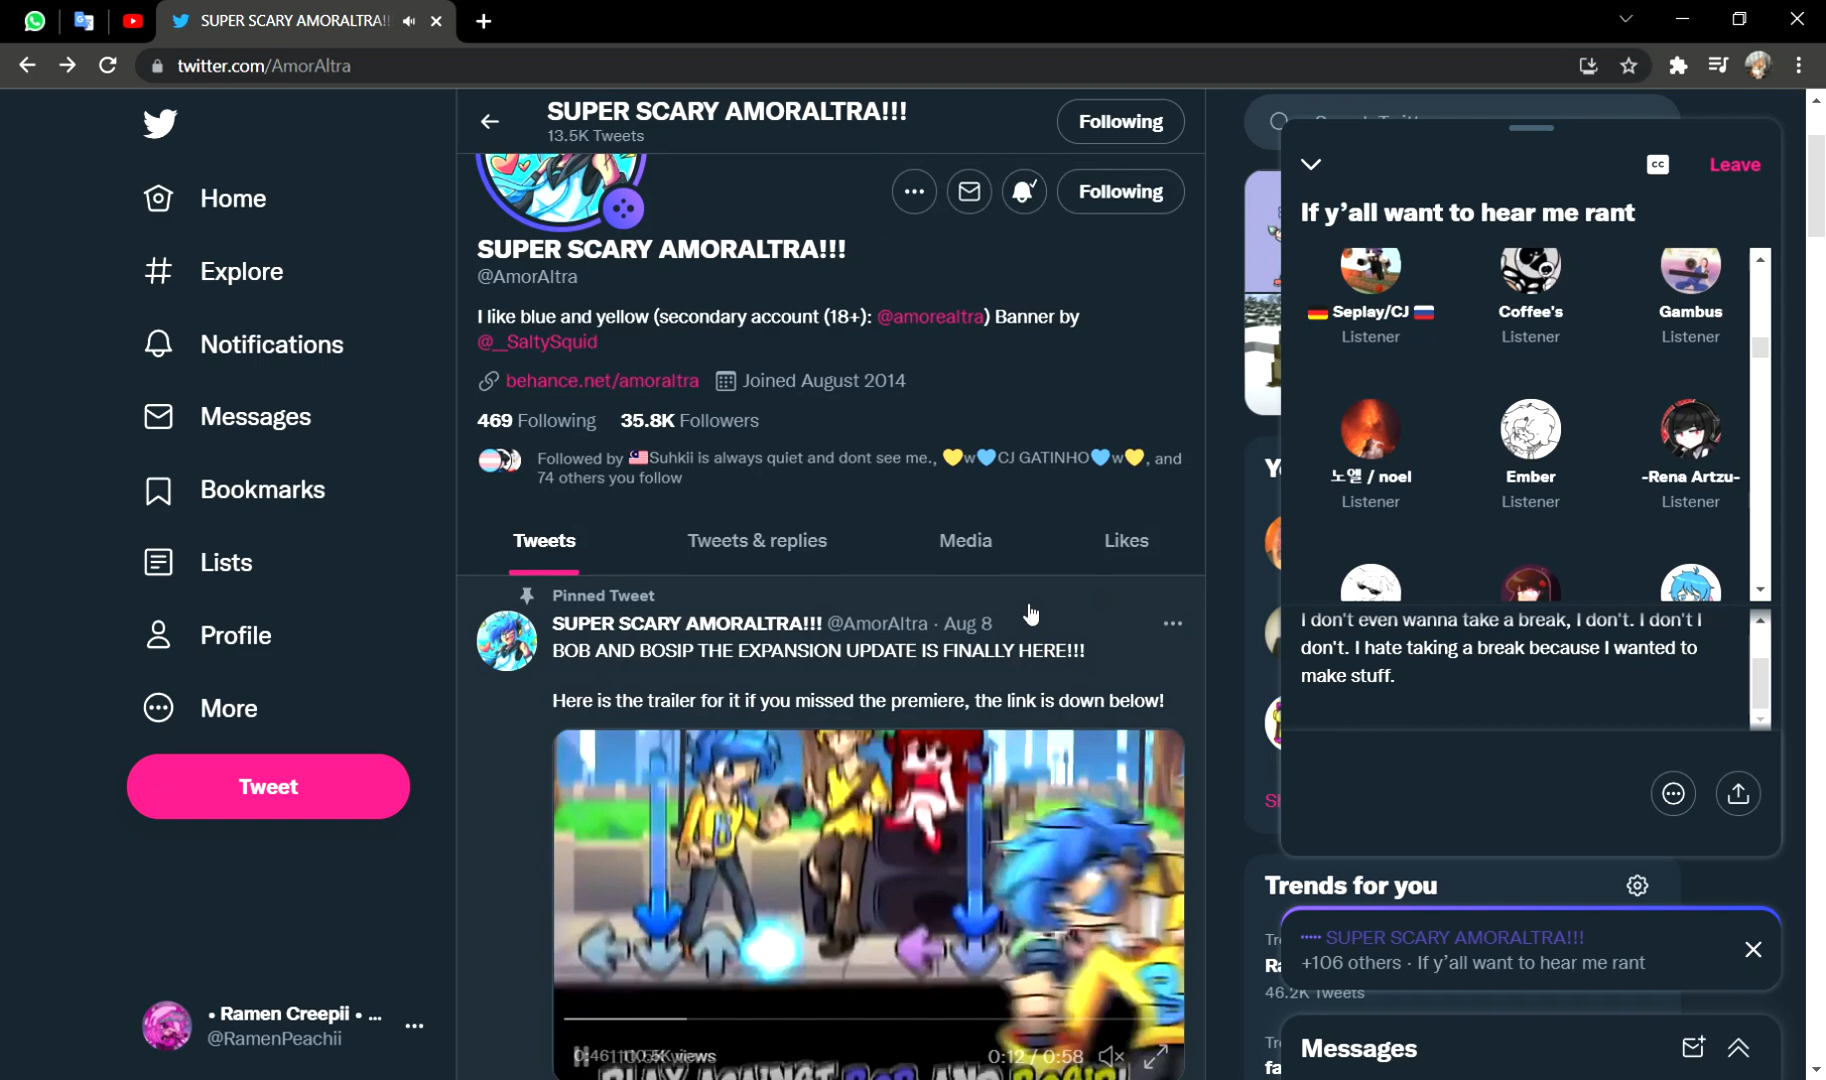 SUPER SCARY AMORALTRA!!!
twitter.com/AmorAltra
Home
Explore
Notifications
Messages
Bookmarks
Lists
Profile
More
Tweet
• Ramen Creepii • ...
@RamenPeachii
SUPER SCARY AMORALTRA!!!
13.5K Tweets
Following
Following
SUPER SCARY AMORALTRA!!!
@AmorAltra
I like blue and yellow (secondary account (18+): @amorealtra) Banner by
@__SaltySquid
behance.net/amoraltra Joined August 2014
469 Following 35.8K Followers
Followed by 🇲🇾Suhkii is always quiet and dont see me., 💛w💙CJ GATINHO💙w💛, and
74 others you follow
Tweets Tweets & replies Media Likes
Pinned Tweet
SUPER SCARY AMORALTRA!!! @AmorAltra · Aug 8
BOB AND BOSIP THE EXPANSION UPDATE IS FINALLY HERE!!!
Here is the trailer for it if you missed the premiere, the link is down below!
views
0:12 / 0:58
PLAY AGAINST BOB AND BOSIP!
CC
Leave
If y'all want to hear me rant
🇩🇪 Seplay/CJ 🇷🇺 Coffee's Gambus
Listener Listener Listener
노엘 / noel Ember -Rena Artzu-
Listener Listener Listener
I don't even wanna take a break, I don't. I don't I
don't. I hate taking a break because I wanted to
make stuff.
Trends for you
SUPER SCARY AMORALTRA!!!
+106 others · If y'all want to hear me rant
46.2K Tweets
Messages